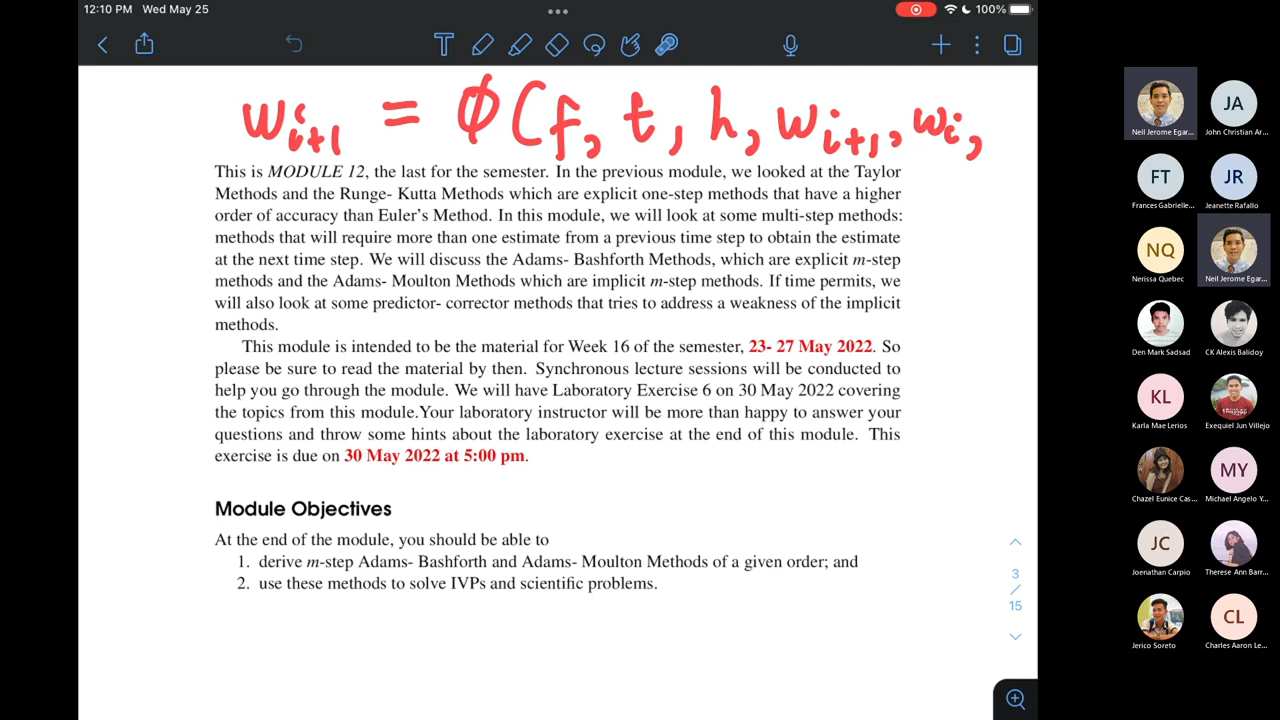 12:10 PM Wed May 25
100%
w_{i+1} = Φ(f, t, h, w_{i+1}, w_i,
This is MODULE 12, the last for the semester. In the previous module, we looked at the Taylor
Methods and the Runge- Kutta Methods which are explicit one-step methods that have a higher
order of accuracy than Euler's Method. In this module, we will look at some multi-step methods:
methods that will require more than one estimate from a previous time step to obtain the estimate
at the next time step. We will discuss the Adams- Bashforth Methods, which are explicit m-step
methods and the Adams- Moulton Methods which are implicit m-step methods. If time permits, we
will also look at some predictor- corrector methods that tries to address a weakness of the implicit
methods.
This module is intended to be the material for Week 16 of the semester, 23- 27 May 2022. So
please be sure to read the material by then. Synchronous lecture sessions will be conducted to
help you go through the module. We will have Laboratory Exercise 6 on 30 May 2022 covering
the topics from this module.Your laboratory instructor will be more than happy to answer your
questions and throw some hints about the laboratory exercise at the end of this module. This
exercise is due on 30 May 2022 at 5:00 pm.
Module Objectives
At the end of the module, you should be able to
1. derive m-step Adams- Bashforth and Adams- Moulton Methods of a given order; and
2. use these methods to solve IVPs and scientific problems.
3
/
15
Neil Jerome Egar...
JA
John Christian Ar...
FT
Frances Gabrielle...
JR
Jeanette Rafallo
NQ
Nerissa Quebec
Neil Jerome Egar...
Den Mark Sadsad
CK Alexis Balidoy
KL
Karla Mae Lerios
Exequiel Jun Villejo
Chazel Eunice Cas...
MY
Michael Angelo Y...
JC
Joenathan Carpio
Therese Ann Barr...
Jerico Soreto
CL
Charles Aaron Le...